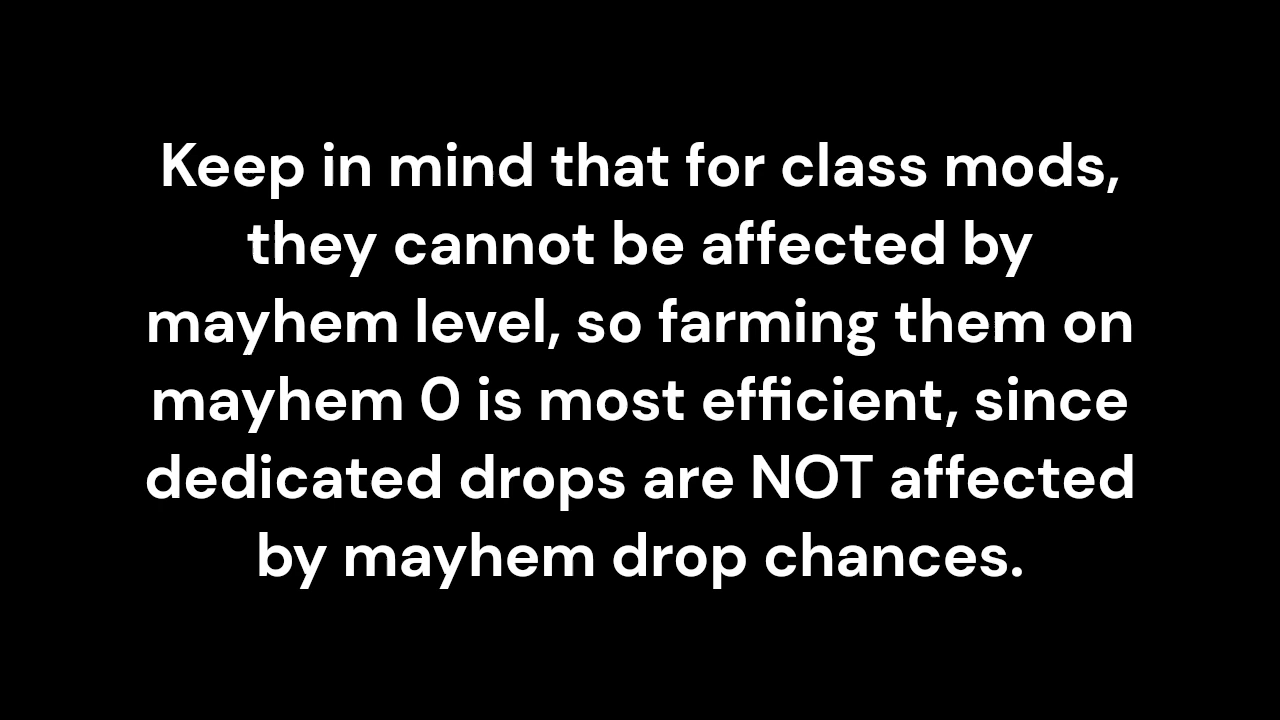 Keep in mind that for class mods,
they cannot be affected by
mayhem level, so farming them on
mayhem 0 is most efficient, since
dedicated drops are NOT affected
by mayhem drop chances.